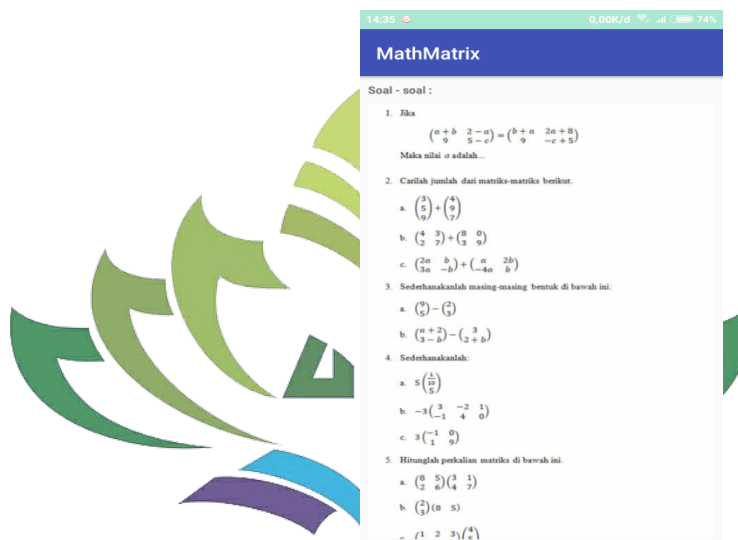 14:35 0,00K/d 74%
MathMatrix
Soal - soal :
1. Jika
(a + b 2 − a
9 5 − c) = (b + a 2a + 8
9 −c + 5)
Maka nilai a adalah...
2. Carilah jumlah dari matriks-matriks berikut.
a. (3
5
9) + (4
9
7)
b. (4 3
2 7) + (8 0
3 9)
c. (2a b
3a −b) + (a 2b
−4a b)
3. Sederhanakanlah masing-masing bentuk di bawah ini:
a. (9
5) − (2
3)
b. (a + 2
3 − b) − (3
2 + b)
4. Sederhanakanlah:
a. 5 (1/10
5)
b. −3 (3 −2 1
−1 4 0)
c. 3 (−1 0
1 9)
5. Hitunglah perkalian matriks di bawah ini.
a. (8 5
2 6) (3 1
4 7)
b. (2
3) (8 5)
(1 2 3) (4